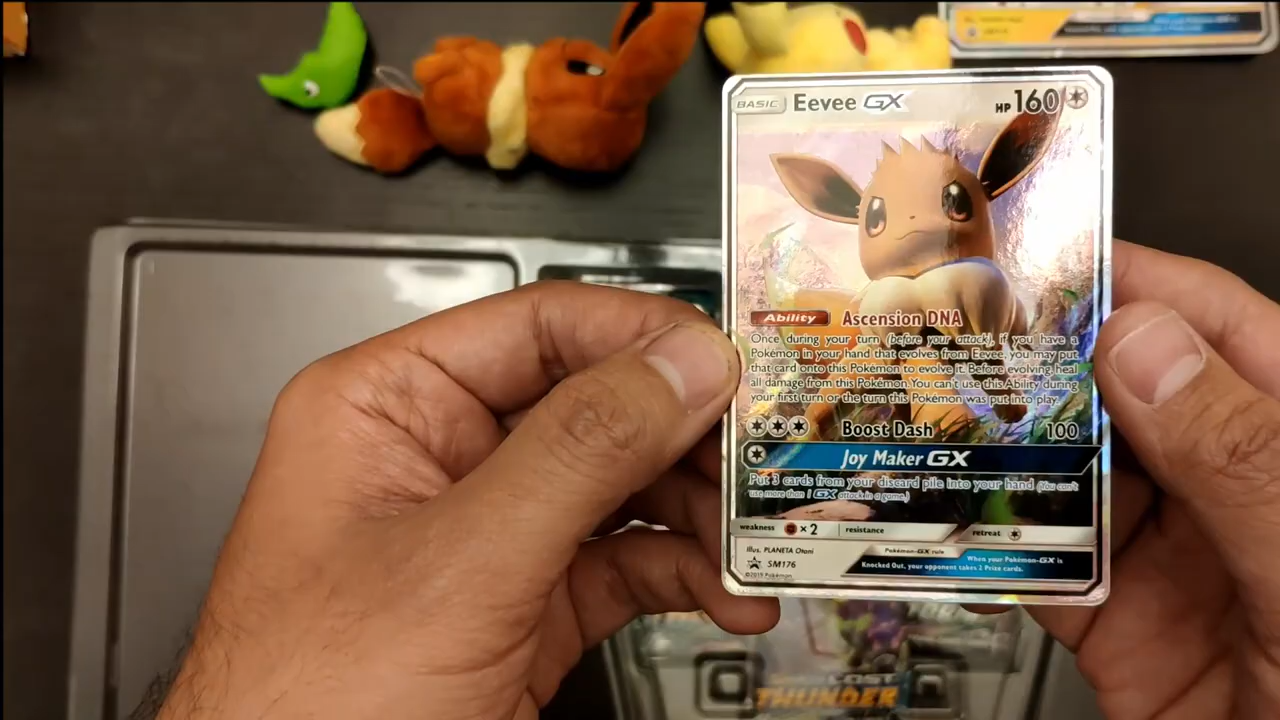 BASIC Eevee GX HP 160
Ability Ascension DNA
Once during your turn (before your attack), if you have a
Pokémon in your hand that evolves from Eevee, you may put
that card onto this Pokémon to evolve it. Before evolving, heal
all damage from this Pokémon. You can't use this Ability during
your first turn or the turn this Pokémon was put into play.
Boost Dash 100
Joy Maker GX
Put 3 cards from your discard pile into your hand. (You can't
use more than 1 GX attack in a game.)
weakness ×2 resistance retreat
Illus. PLANETA Otani
SM176
©2019 Pokémon
Pokémon-GX rule
When your Pokémon-GX is
Knocked Out, your opponent takes 2 Prize cards.
LOST
THUNDER